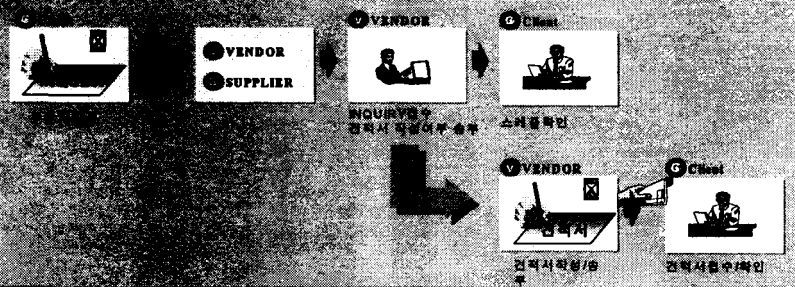 G
VENDOR
SUPPLIER
V VENDOR
INQUIRY접수
견적서 작성여부 송부
G Client
스케줄확인
V VENDOR
견적서
견적서작성/송
부
G Client
견적서접수/확인